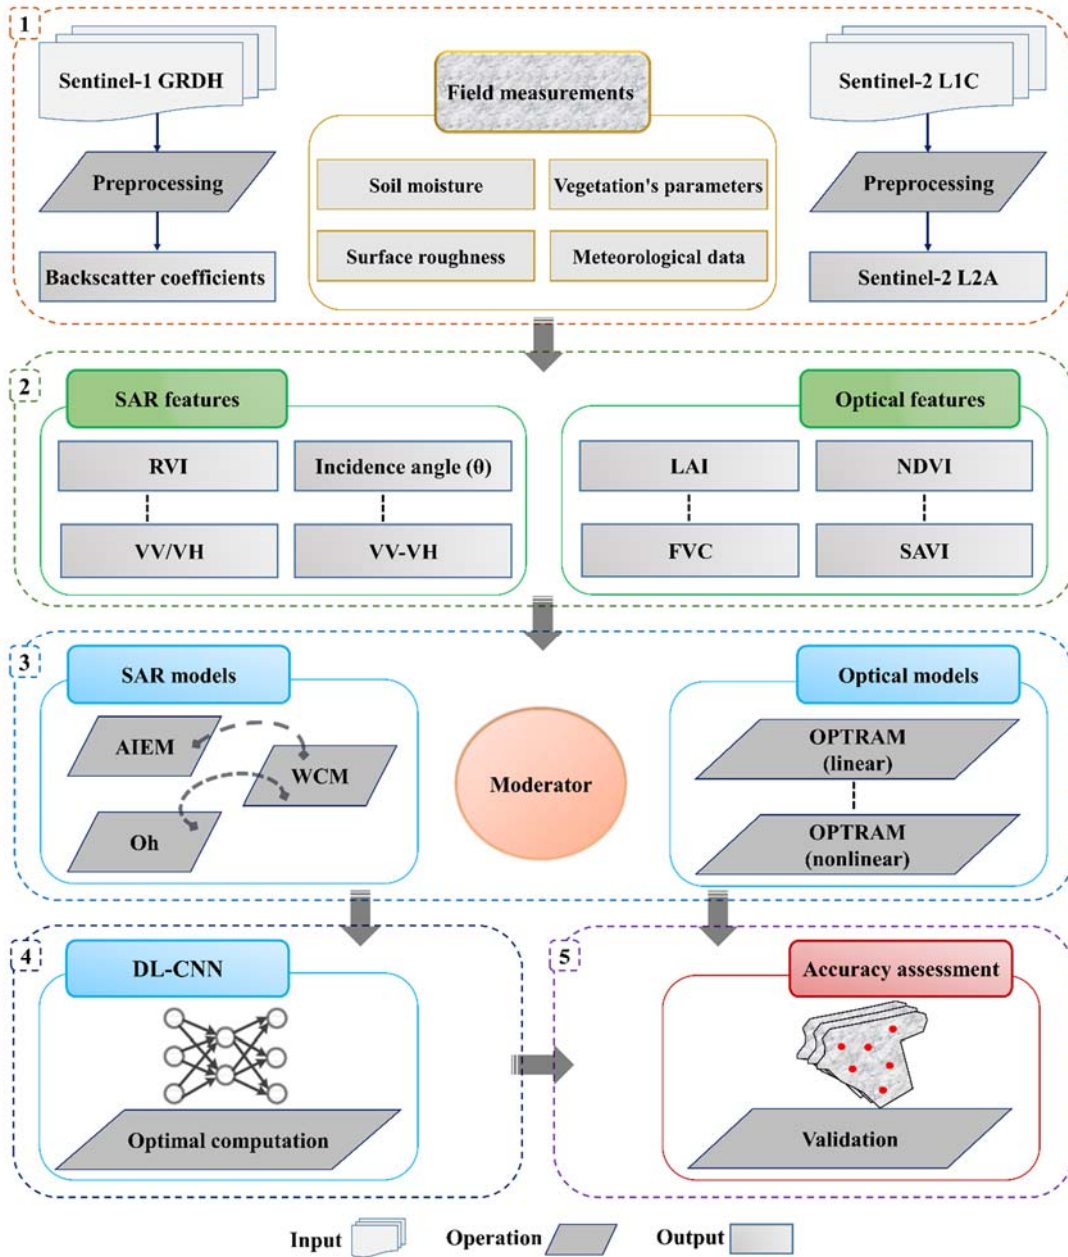 1
Sentinel-1 GRDH
Field measurements
Sentinel-2 L1C
Preprocessing
Soil moisture
Vegetation's parameters
Preprocessing
Backscatter coefficients
Surface roughness
Meteorological data
Sentinel-2 L2A
2
SAR features
Optical features
RVI
Incidence angle (θ)
LAI
NDVI
VV/VH
VV-VH
FVC
SAVI
3
SAR models
Optical models
AIEM
WCM
Oh
Moderator
OPTRAM
(linear)
OPTRAM
(nonlinear)
4
DL-CNN
Optimal computation
5
Accuracy assessment
Validation
Input
Operation
Output